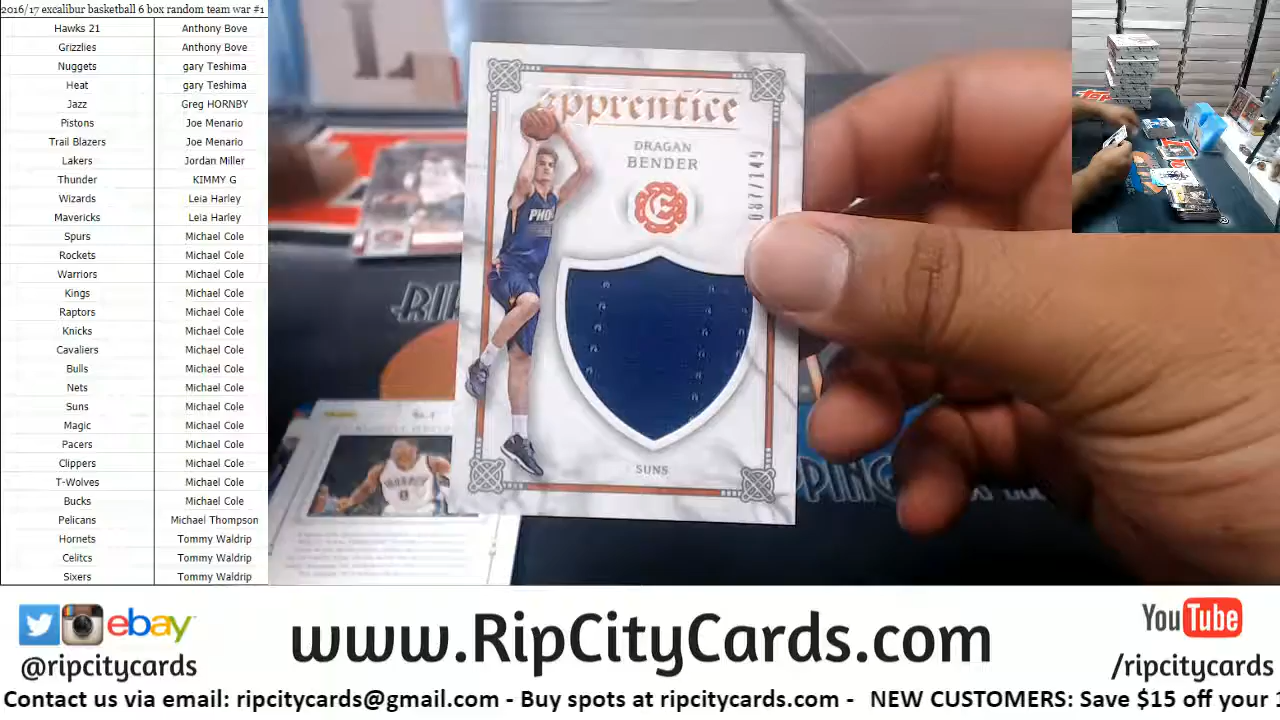 2016/17 excalibur basketball 6 box random team war #1
Hawks 21 Anthony Bove
Grizzlies Anthony Bove
Nuggets gary Teshima
Heat gary Teshima
Jazz Greg HORNBY
Pistons Joe Menario
Trail Blazers Joe Menario
Lakers Jordan Miller
Thunder KIMMY G
Wizards Leia Harley
Mavericks Leia Harley
Spurs Michael Cole
Rockets Michael Cole
Warriors Michael Cole
Kings Michael Cole
Raptors Michael Cole
Knicks Michael Cole
Cavaliers Michael Cole
Bulls Michael Cole
Nets Michael Cole
Suns Michael Cole
Magic Michael Cole
Pacers Michael Cole
Clippers Michael Cole
T-Wolves Michael Cole
Bucks Michael Cole
Pelicans Michael Thompson
Hornets Tommy Waldrip
Celitcs Tommy Waldrip
Sixers Tommy Waldrip
apprentice
DRAGAN
BENDER
E
087/149
PHO
SUNS
RIP
PPING
ebay
@ripcitycards
www.RipCityCards.com
YouTube
/ripcitycards
Contact us via email: ripcitycards@gmail.com - Buy spots at ripcitycards.com - NEW CUSTOMERS: Save $15 off your